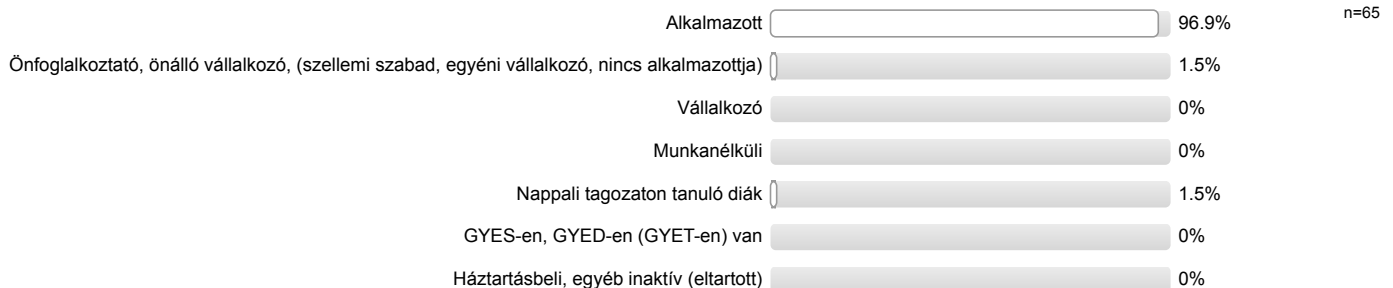 Alkalmazott 96.9% n=65
Önfoglalkoztató, önálló vállalkozó, (szellemi szabad, egyéni vállalkozó, nincs alkalmazottja) 1.5%
Vállalkozó 0%
Munkanélküli 0%
Nappali tagozaton tanuló diák 1.5%
GYES-en, GYED-en (GYET-en) van 0%
Háztartásbeli, egyéb inaktív (eltartott) 0%